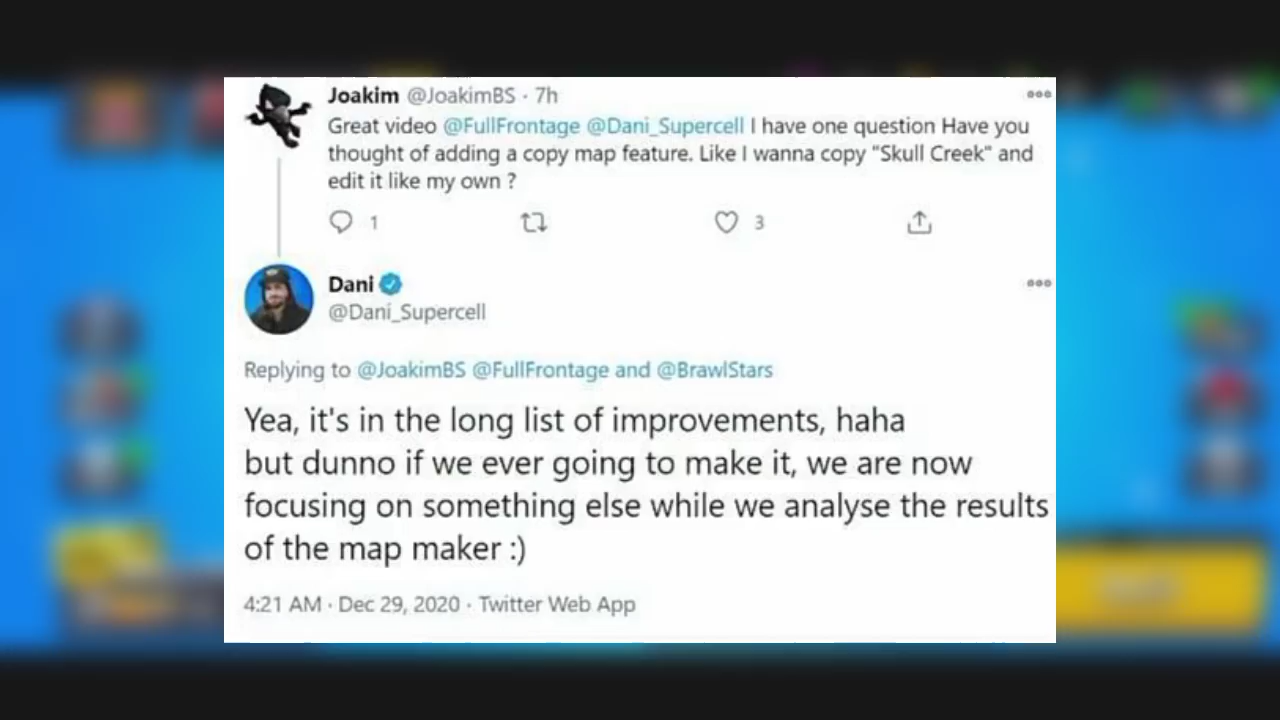 Joakim @JoakimBS · 7h
Great video @FullFrontage @Dani_Supercell I have one question Have you
thought of adding a copy map feature. Like I wanna copy "Skull Creek" and
edit it like my own ?
1 3
Dani
@Dani_Supercell
Replying to @JoakimBS @FullFrontage and @BrawlStars
Yea, it's in the long list of improvements, haha
but dunno if we ever going to make it, we are now
focusing on something else while we analyse the results
of the map maker :)
4:21 AM · Dec 29, 2020 · Twitter Web App